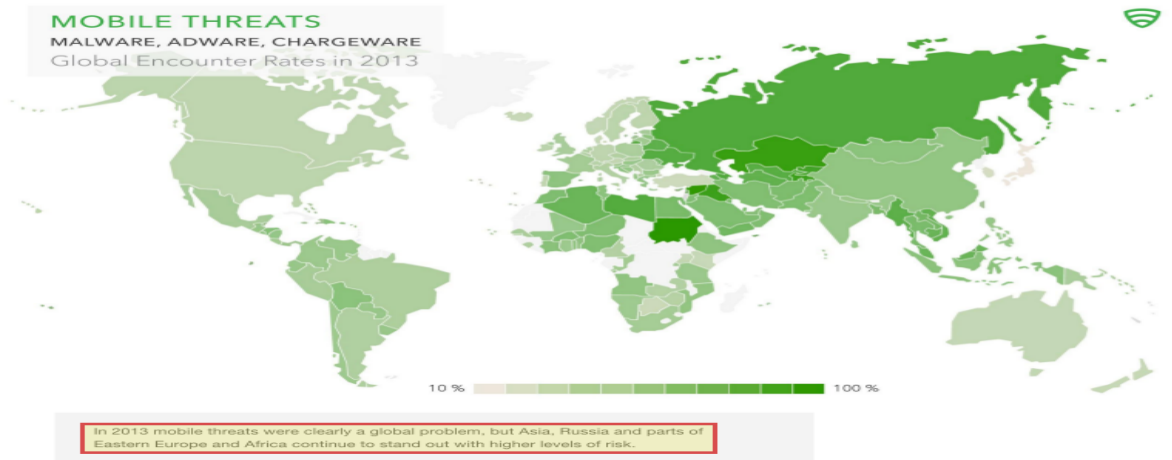 MOBILE THREATS
MALWARE, ADWARE, CHARGEWARE
Global Encounter Rates in 2013
10 %
100 %
In 2013 mobile threats were clearly a global problem, but Asia, Russia and parts of
Eastern Europe and Africa continue to stand out with higher levels of risk.